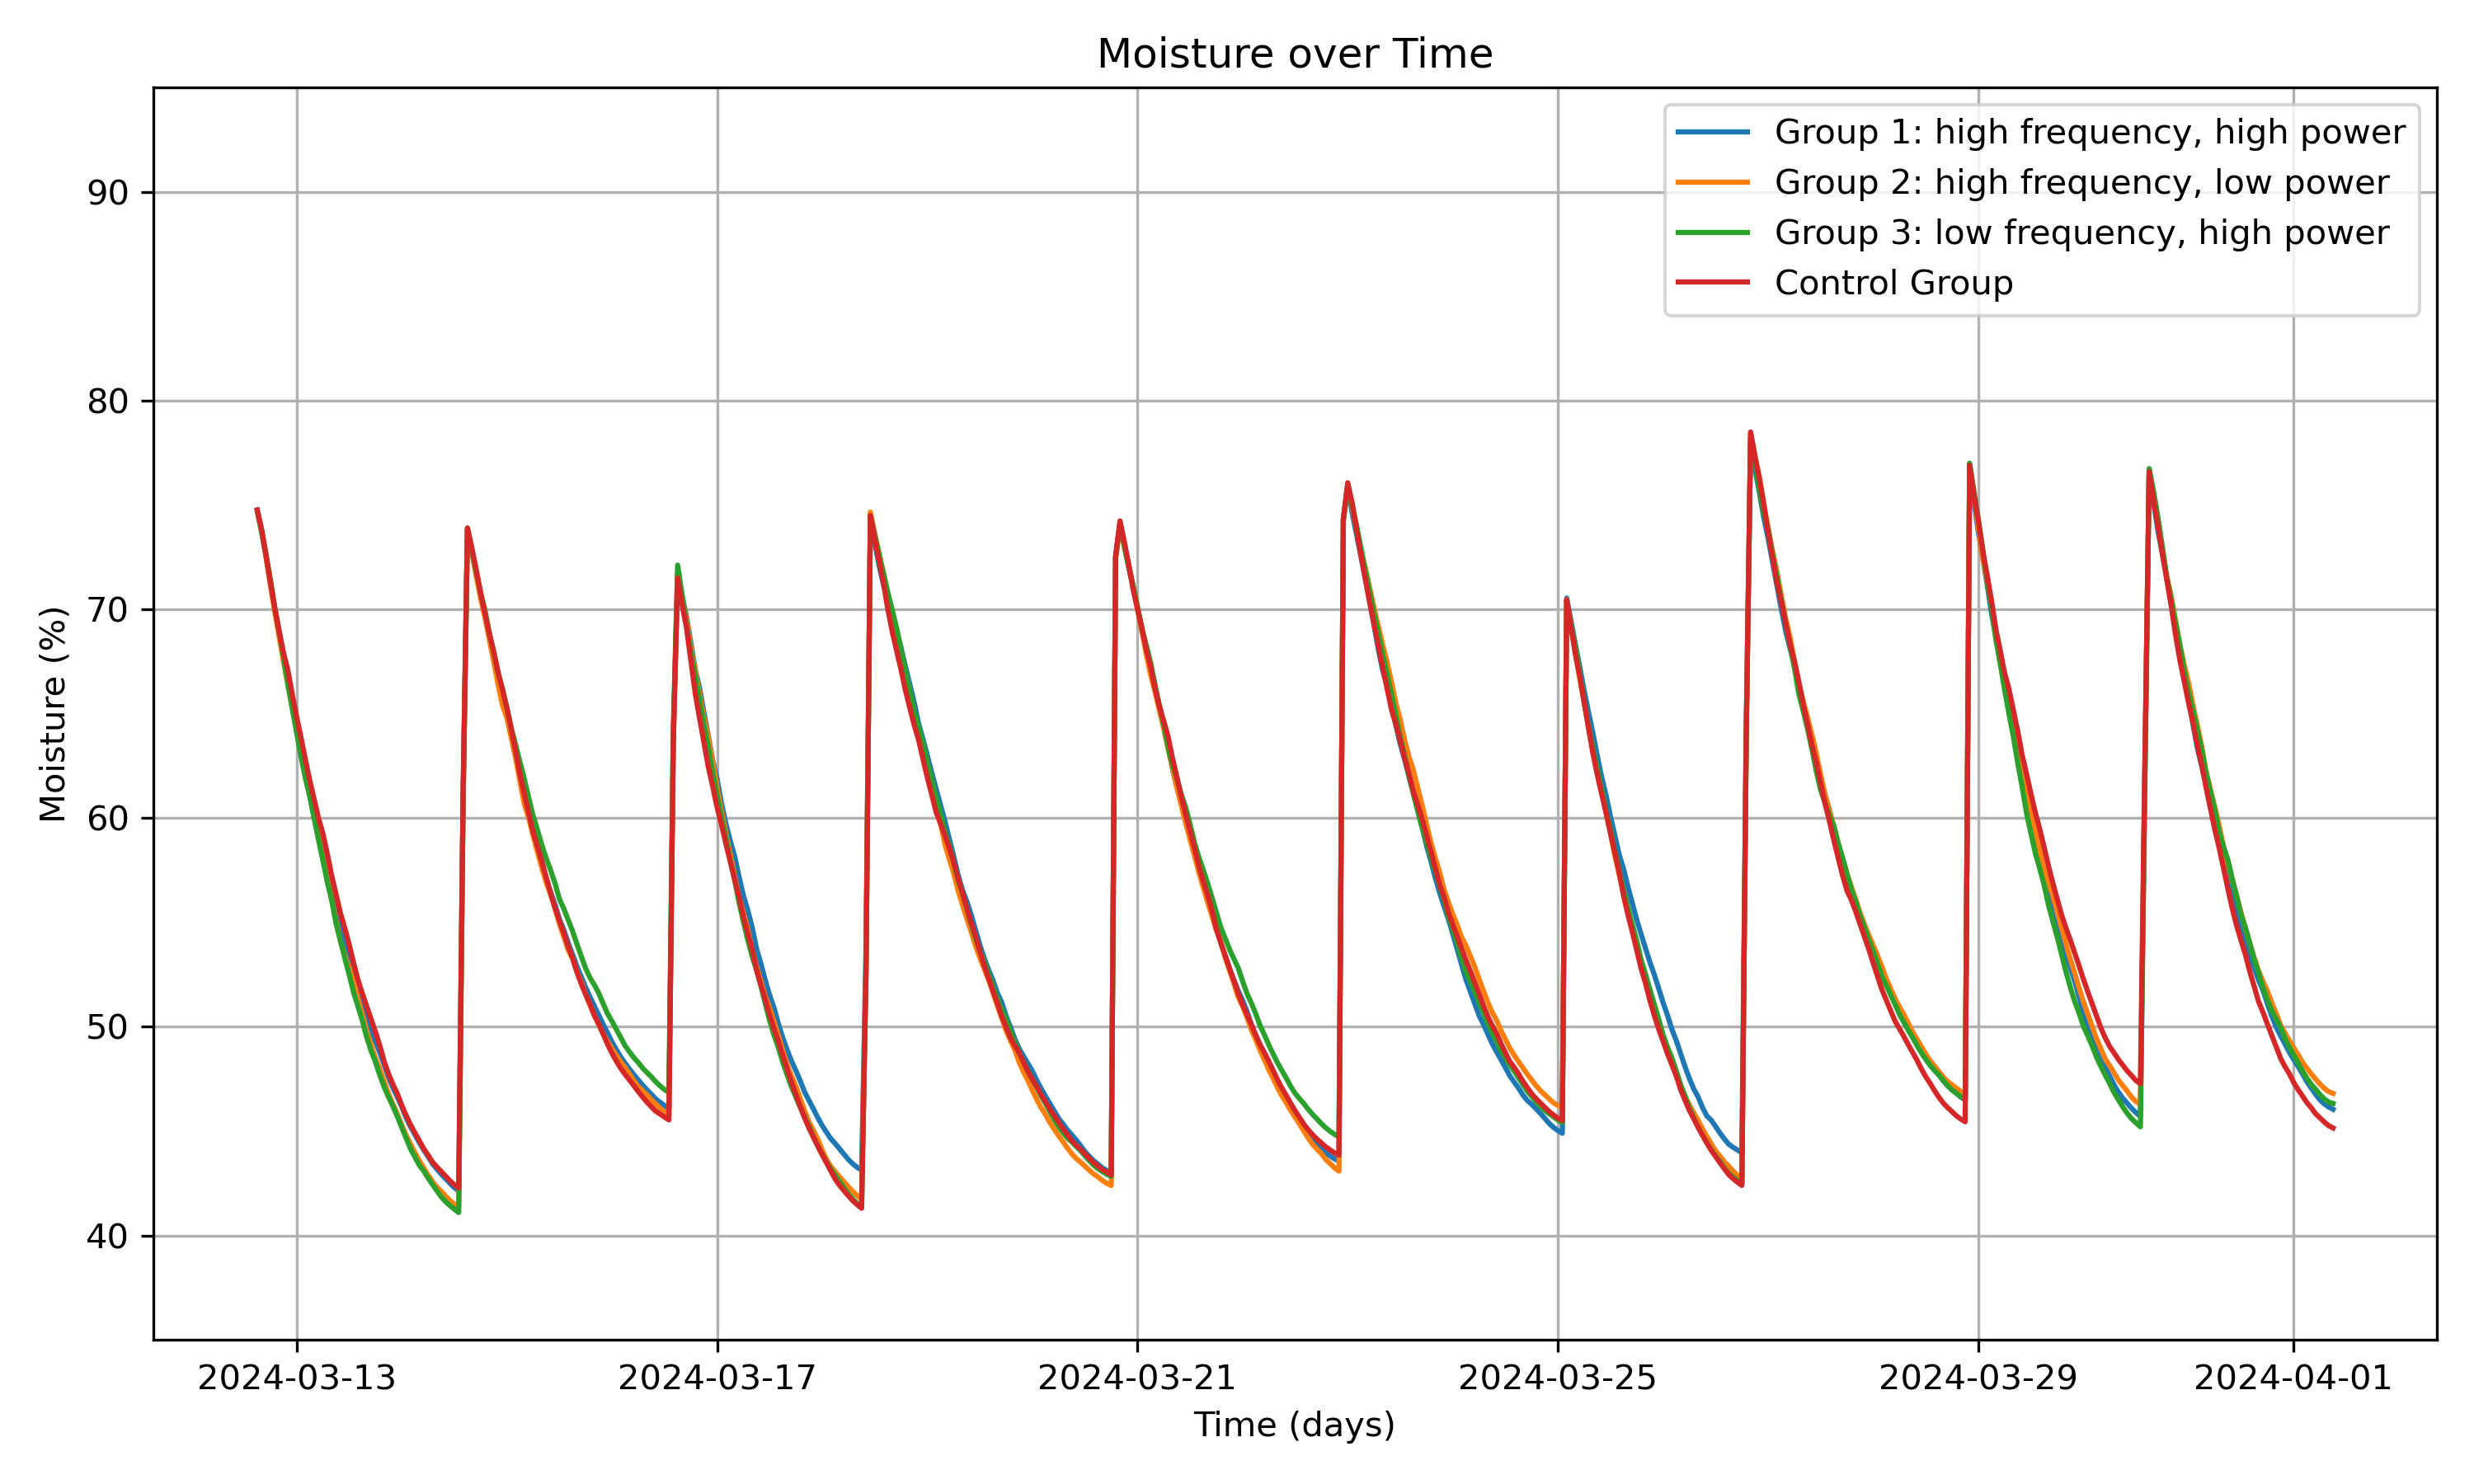 Moisture over Time
Group 1: high frequency, high power
Group 2: high frequency, low power
Group 3: low frequency, high power
Control Group
90
80
70
60
50
40
Moisture (%)
2024-03-13
2024-03-17
2024-03-21
2024-03-25
2024-03-29
2024-04-01
Time (days)